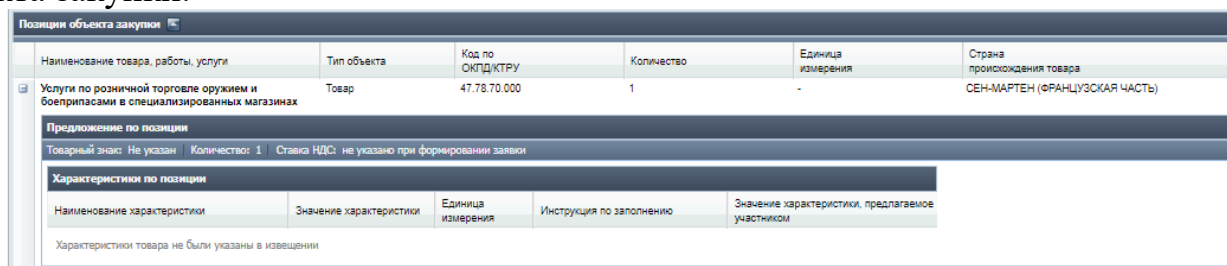 Позиции объекта закупки
Наименование товара, работы, услуги Тип объекта Код по ОКПД/КТРУ Количество Единица измерения Страна происхождения товара
Услуги по розничной торговле оружием и Товар 47.78.70.000 1 - СЕН-МАРТЕН (ФРАНЦУЗСКАЯ ЧАСТЬ)
боеприпасами в специализированных магазинах
Предложение по позиции
Товарный знак: Не указан Количество: 1 Ставка НДС: не указано при формировании заявки
Характеристики по позиции
Наименование характеристики Значение характеристики Единица измерения Инструкция по заполнению Значение характеристики, предлагаемое участником
Характеристики товара не были указаны в извещении